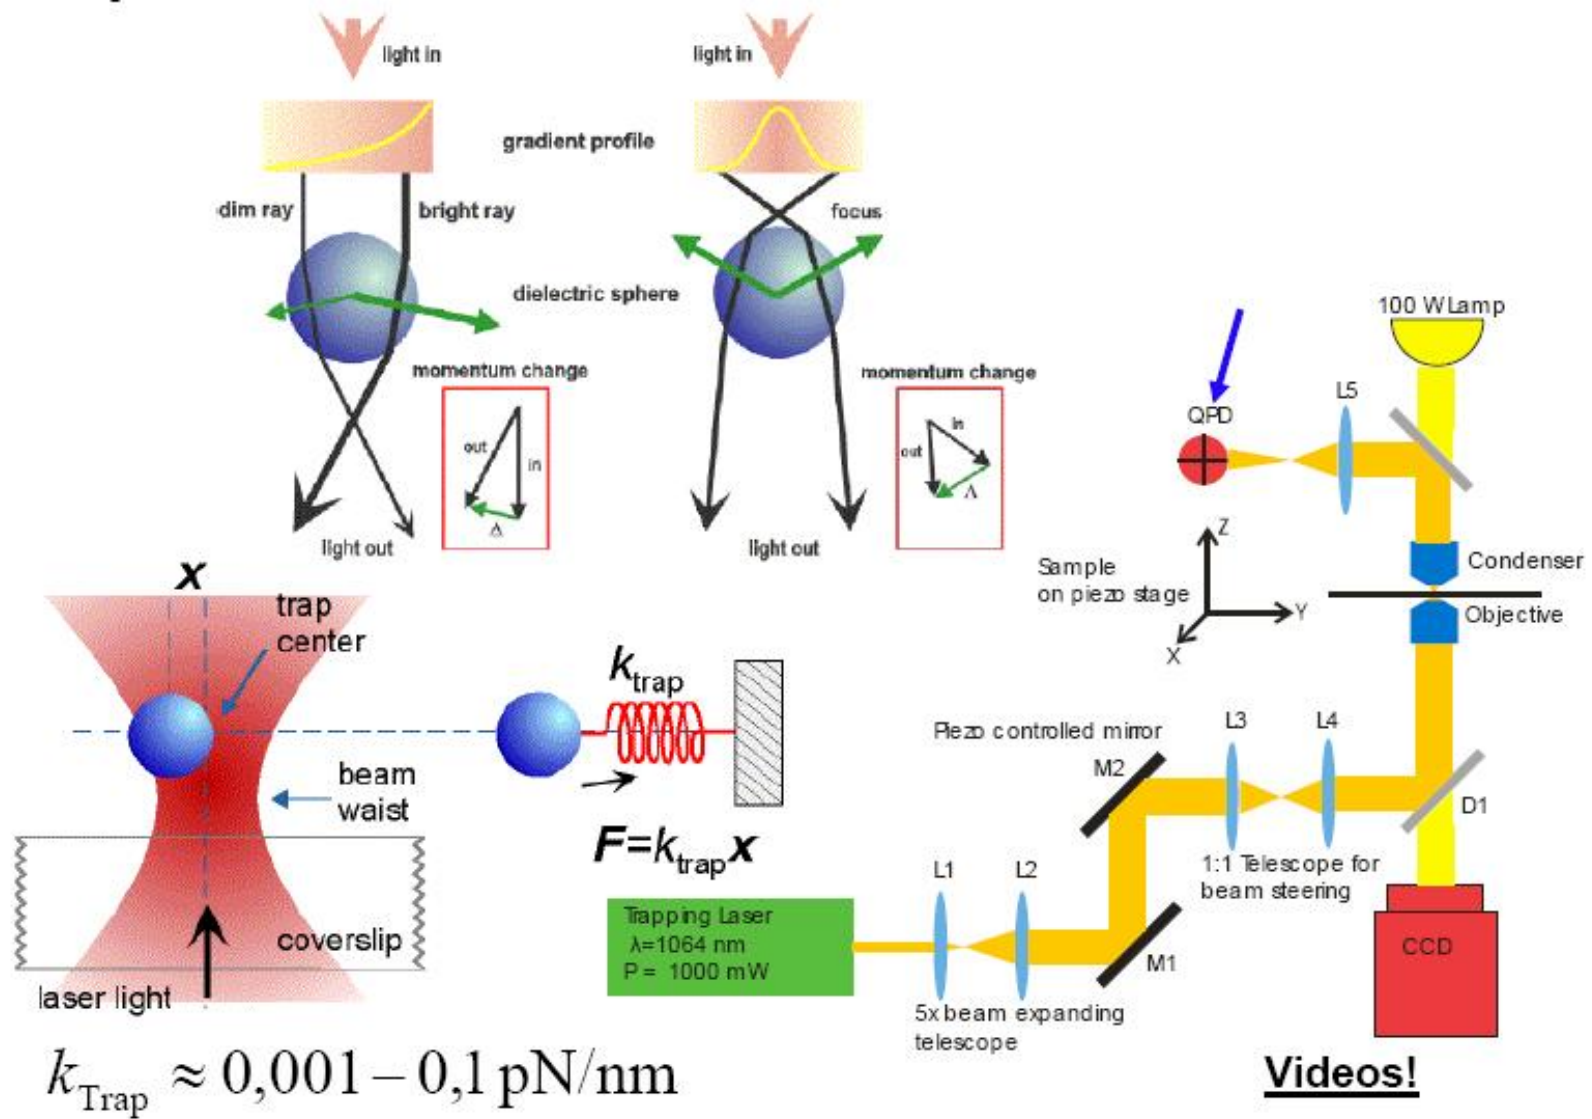 light in
light in
gradient profile
dim ray
bright ray
focus
dielectric sphere
momentum change
out
in
Δ
light out
momentum change
in
out
Δ
light out
x
trap
center
beam
waist
coverslip
laser light
k trap
F=k trap x
k Trap ≈ 0,001 – 0,1 pN/nm
100 W Lamp
L5
QPD
Sample
on piezo stage
Z
Y
X
Condenser
Objective
Piezo controlled mirror
M2
L3
L4
D1
1:1 Telescope for
beam steering
L1
L2
M1
Trapping Laser
λ=1064 nm
P = 1000 mW
5x beam expanding
telescope
CCD
Videos!